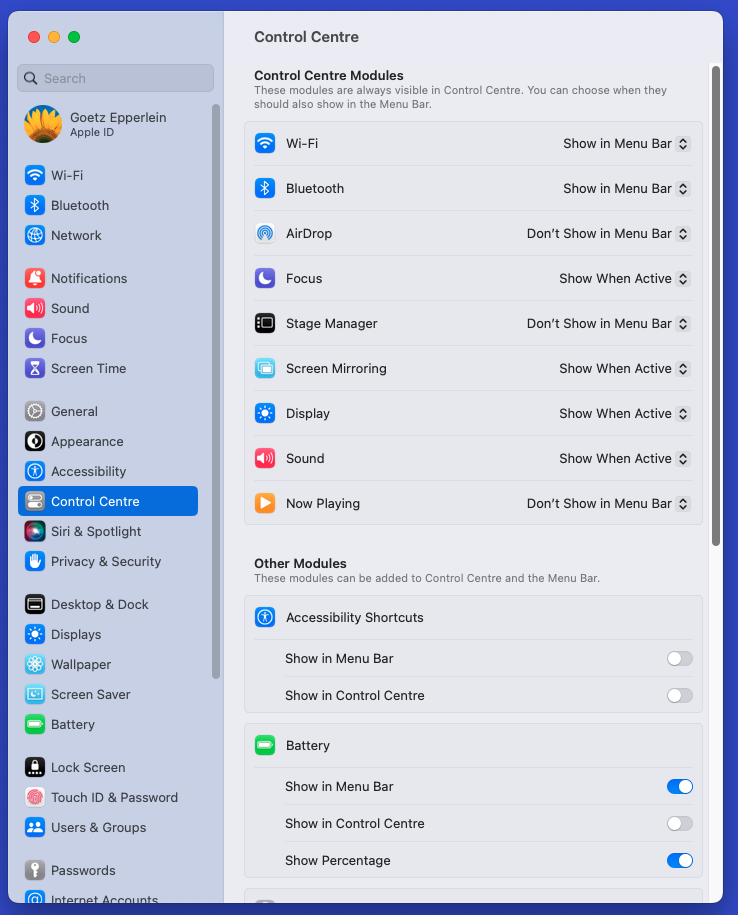 Control Centre
Search
Goetz Epperlein
Apple ID
Wi-Fi
Bluetooth
Network
Notifications
Sound
Focus
Screen Time
General
Appearance
Accessibility
Control Centre
Siri & Spotlight
Privacy & Security
Desktop & Dock
Displays
Wallpaper
Screen Saver
Battery
Lock Screen
Touch ID & Password
Users & Groups
Passwords
Internet Accounts
Control Centre Modules
These modules are always visible in Control Centre. You can choose when they
should also show in the Menu Bar.
Wi-Fi Show in Menu Bar
Bluetooth Show in Menu Bar
AirDrop Don't Show in Menu Bar
Focus Show When Active
Stage Manager Don't Show in Menu Bar
Screen Mirroring Show When Active
Display Show When Active
Sound Show When Active
Now Playing Don't Show in Menu Bar
Other Modules
These modules can be added to Control Centre and the Menu Bar.
Accessibility Shortcuts
Show in Menu Bar
Show in Control Centre
Battery
Show in Menu Bar
Show in Control Centre
Show Percentage